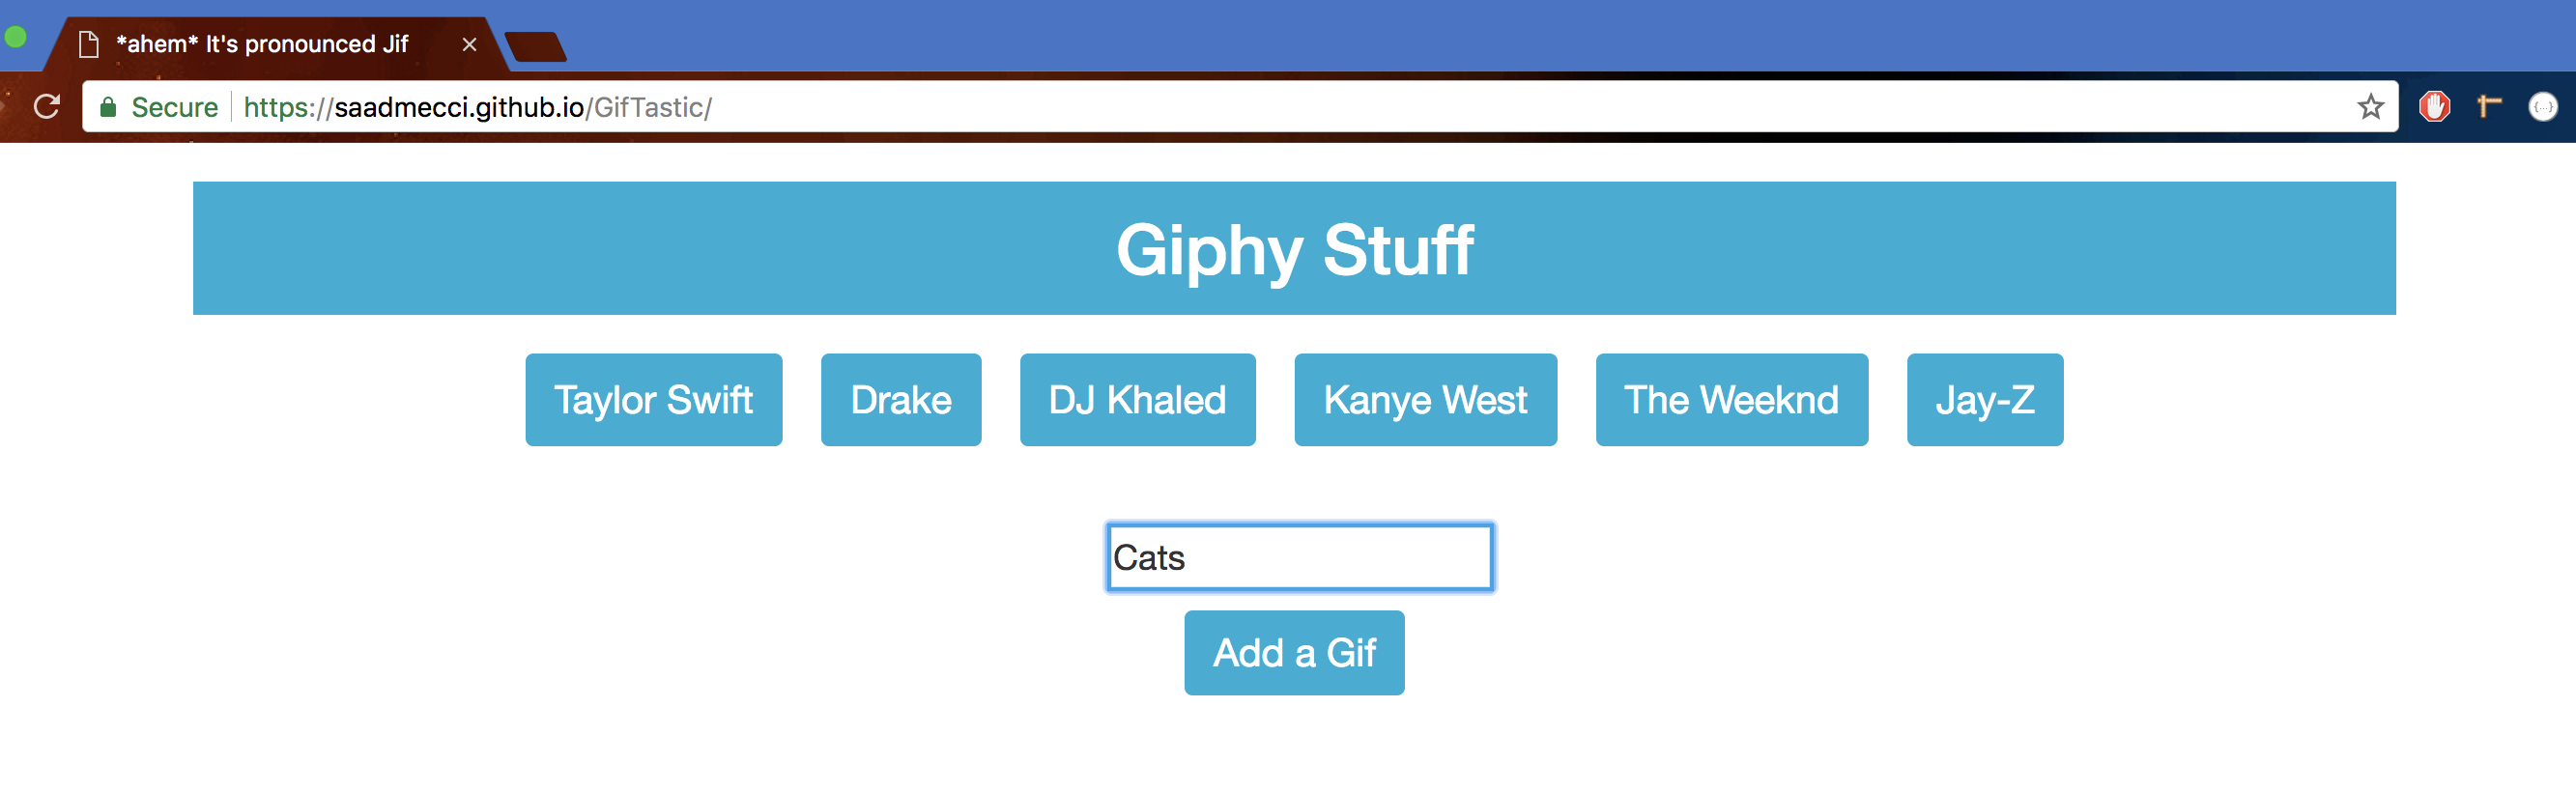 *ahem* It's pronounced Jif
Secure https://saadmecci.github.io/GifTastic/
Giphy Stuff
Taylor Swift Drake DJ Khaled Kanye West The Weeknd Jay-Z
Cats
Add a Gif